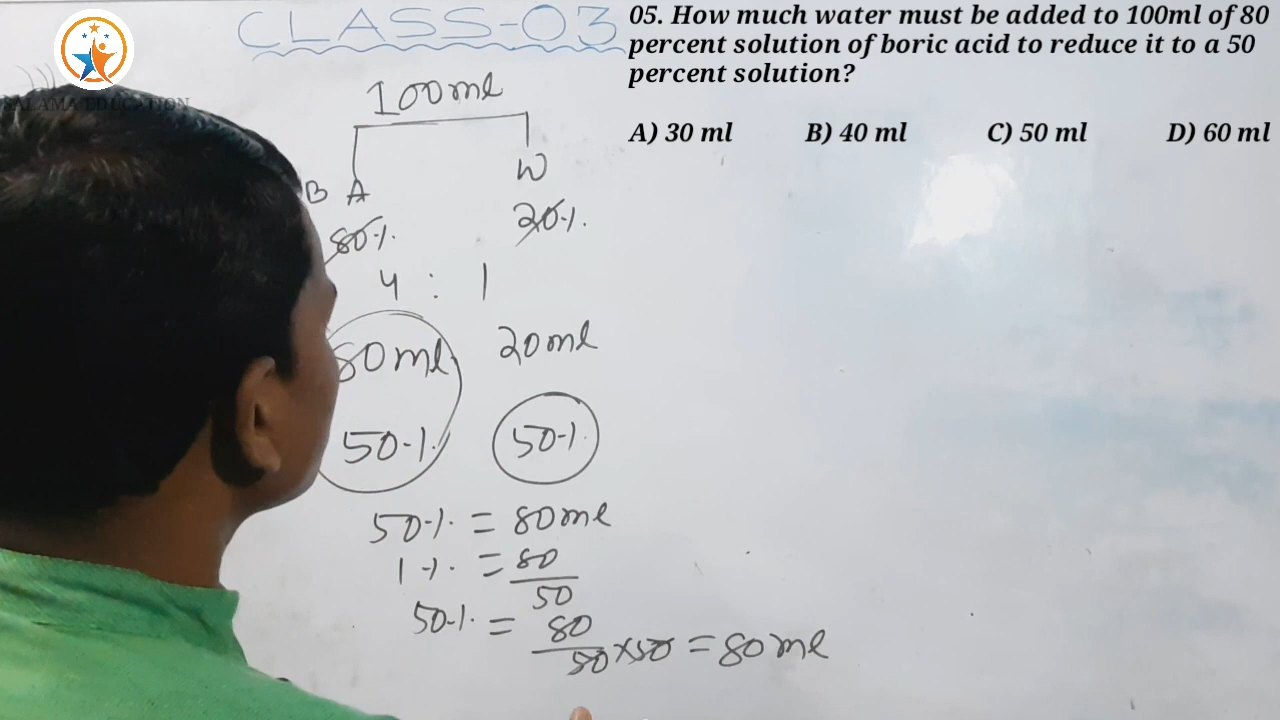 CLASS-03
05. How much water must be added to 100ml of 80
percent solution of boric acid to reduce it to a 50
percent solution?
A) 30 ml B) 40 ml C) 50 ml D) 60 ml
SALAMA EDUCATION
100ml
B A W
80% 20%
4 : 1
80ml 20ml
50% 50%
50% = 80ml
1% = 80/50
50% = 80/50 × 50 = 80ml